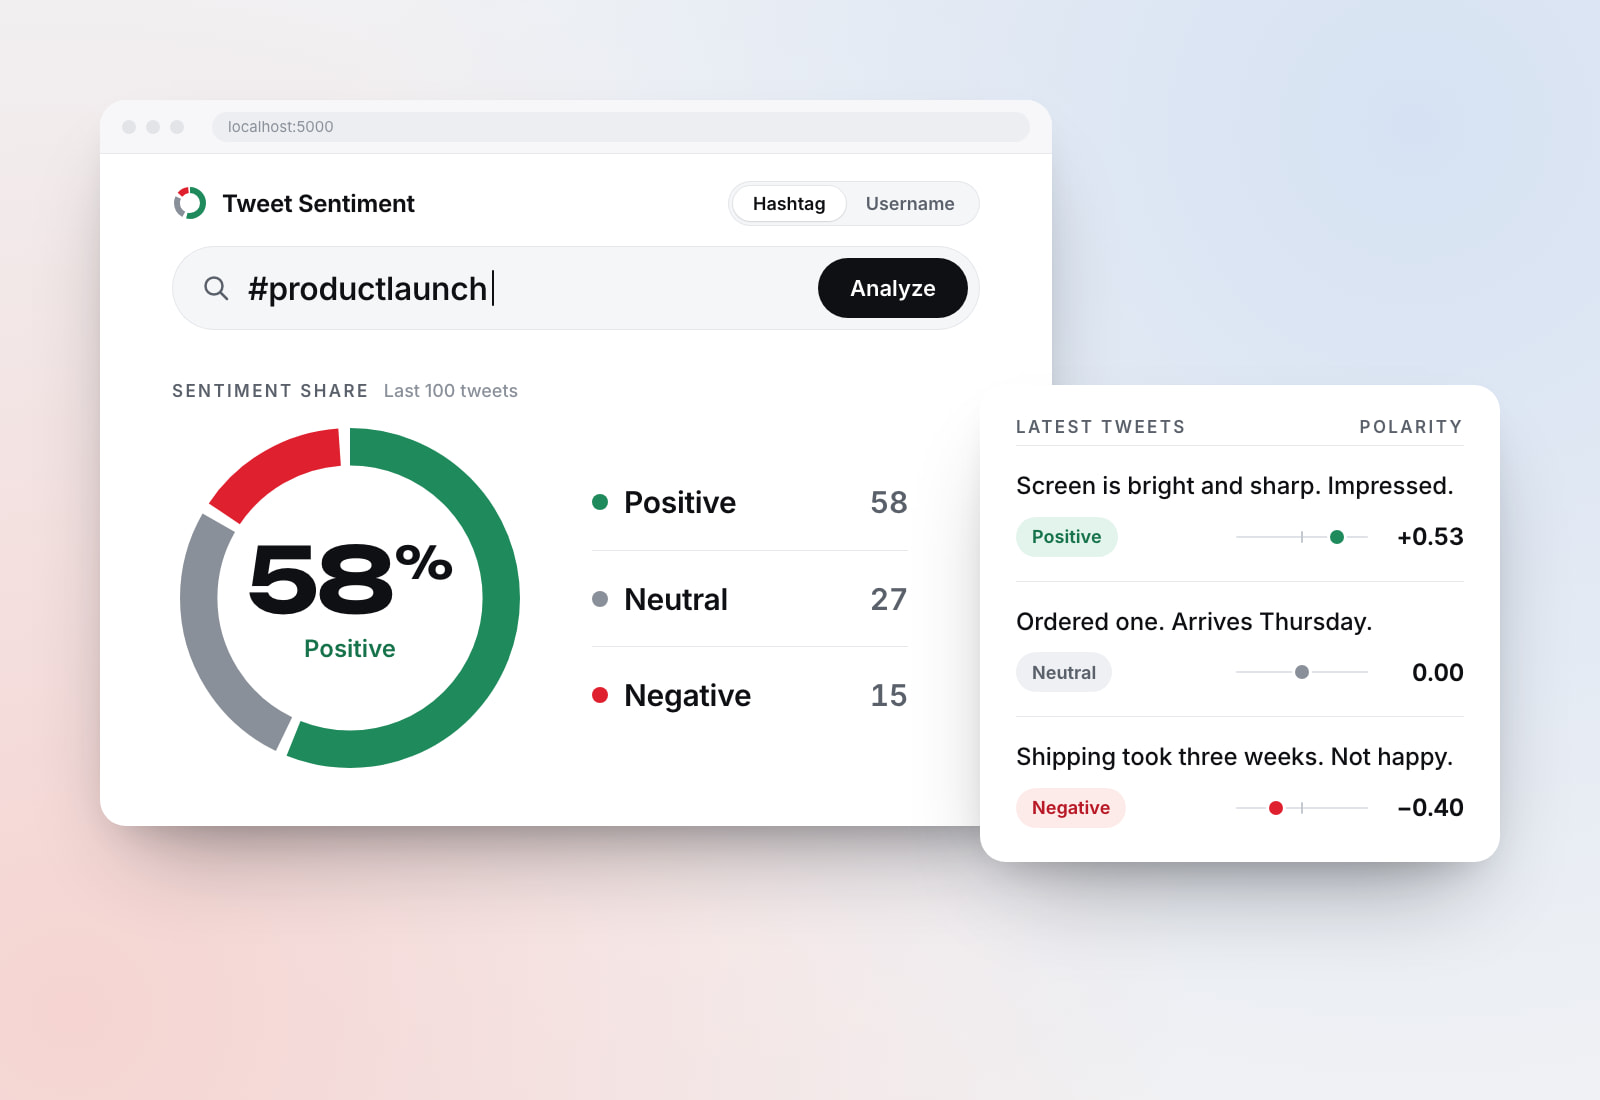 localhost:5000
Tweet Sentiment
Hashtag Username
#productlaunch
Analyze
SENTIMENT SHARE Last 100 tweets
58%
Positive
Positive 58
Neutral 27
Negative 15
LATEST TWEETS POLARITY
Screen is bright and sharp. Impressed.
Positive +0.53
Ordered one. Arrives Thursday.
Neutral 0.00
Shipping took three weeks. Not happy.
Negative −0.40